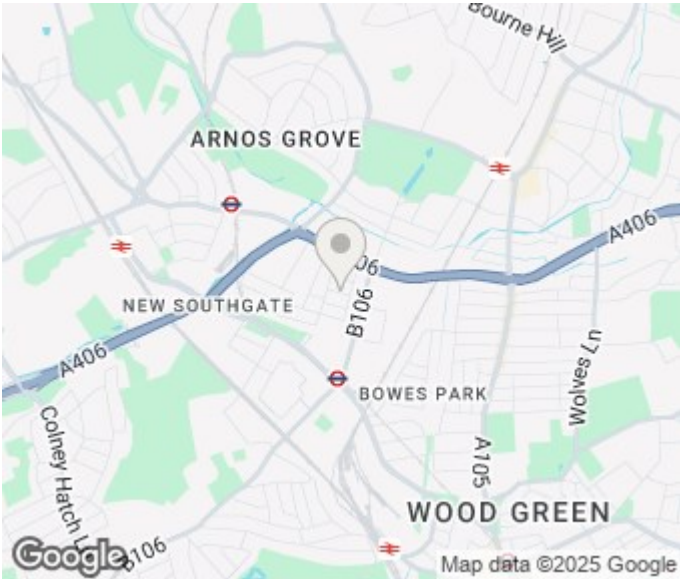 Bourne Hill
ARNOS GROVE
A406
06
NEW SOUTHGATE
B106
A406
Wolves Ln
BOWES PARK
Colney Hatch L
A105
WOOD GREEN
B106
Google
Map data ©2025 Google